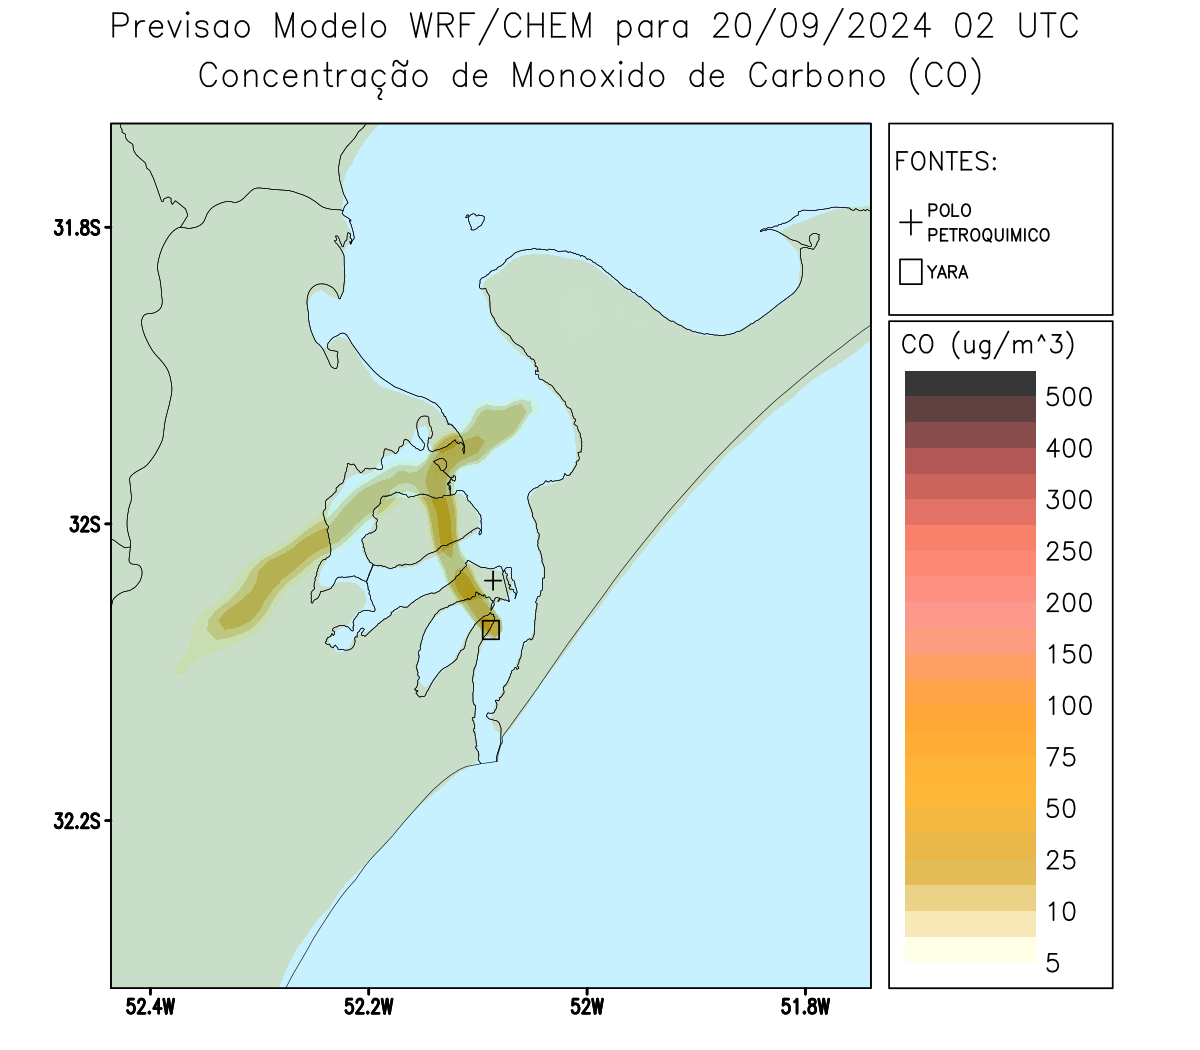 Previsao Modelo WRF/CHEM para 20/09/2024 02 UTC
Concentração de Monoxido de Carbono (CO)
FONTES:
POLO
PETROQUIMICO
YARA
CO (ug/m^3)
500
400
300
250
200
150
100
75
50
25
10
5
31.8S
32S
32.2S
52.4W
52.2W
52W
51.8W